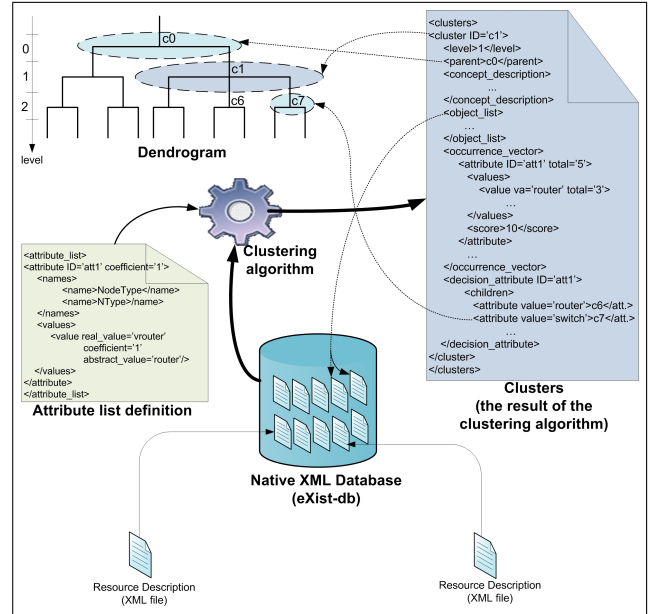 0
1
2
level
c0
c1
c6
c7
Dendrogram
<clusters>
<cluster ID='c1'>
<level>1</level>
<parent>c0</parent>
<concept_description>
...
</concept_description>
<object_list>
...
</object_list>
<occurrence_vector>
<attribute ID='att1' total='5'>
<values>
<value va='router' total='3'>
...
</values>
<score>10</score>
</attribute>
...
</occurrence_vector>
<decision_attribute ID='att1'>
<children>
<attribute value='router'>c6</att.>
<attribute value='switch'>c7</att.>
...
</decision_attribute>
</cluster>
</clusters>
Clusters
(the result of the
clustering algorithm)
Clustering
algorithm
<attribute_list>
<attribute ID='att1' coefficient='1'>
<names>
<name>NodeType</name>
<name>NType>/name>
</names>
<values>
<value real_value='vrouter'
coefficient='1'
abstract_value='router'/>
</values>
</attribute>
</attribute_list>
Attribute list definition
Native XML Database
(eXist-db)
Resource Description
(XML file)
Resource Description
(XML file)